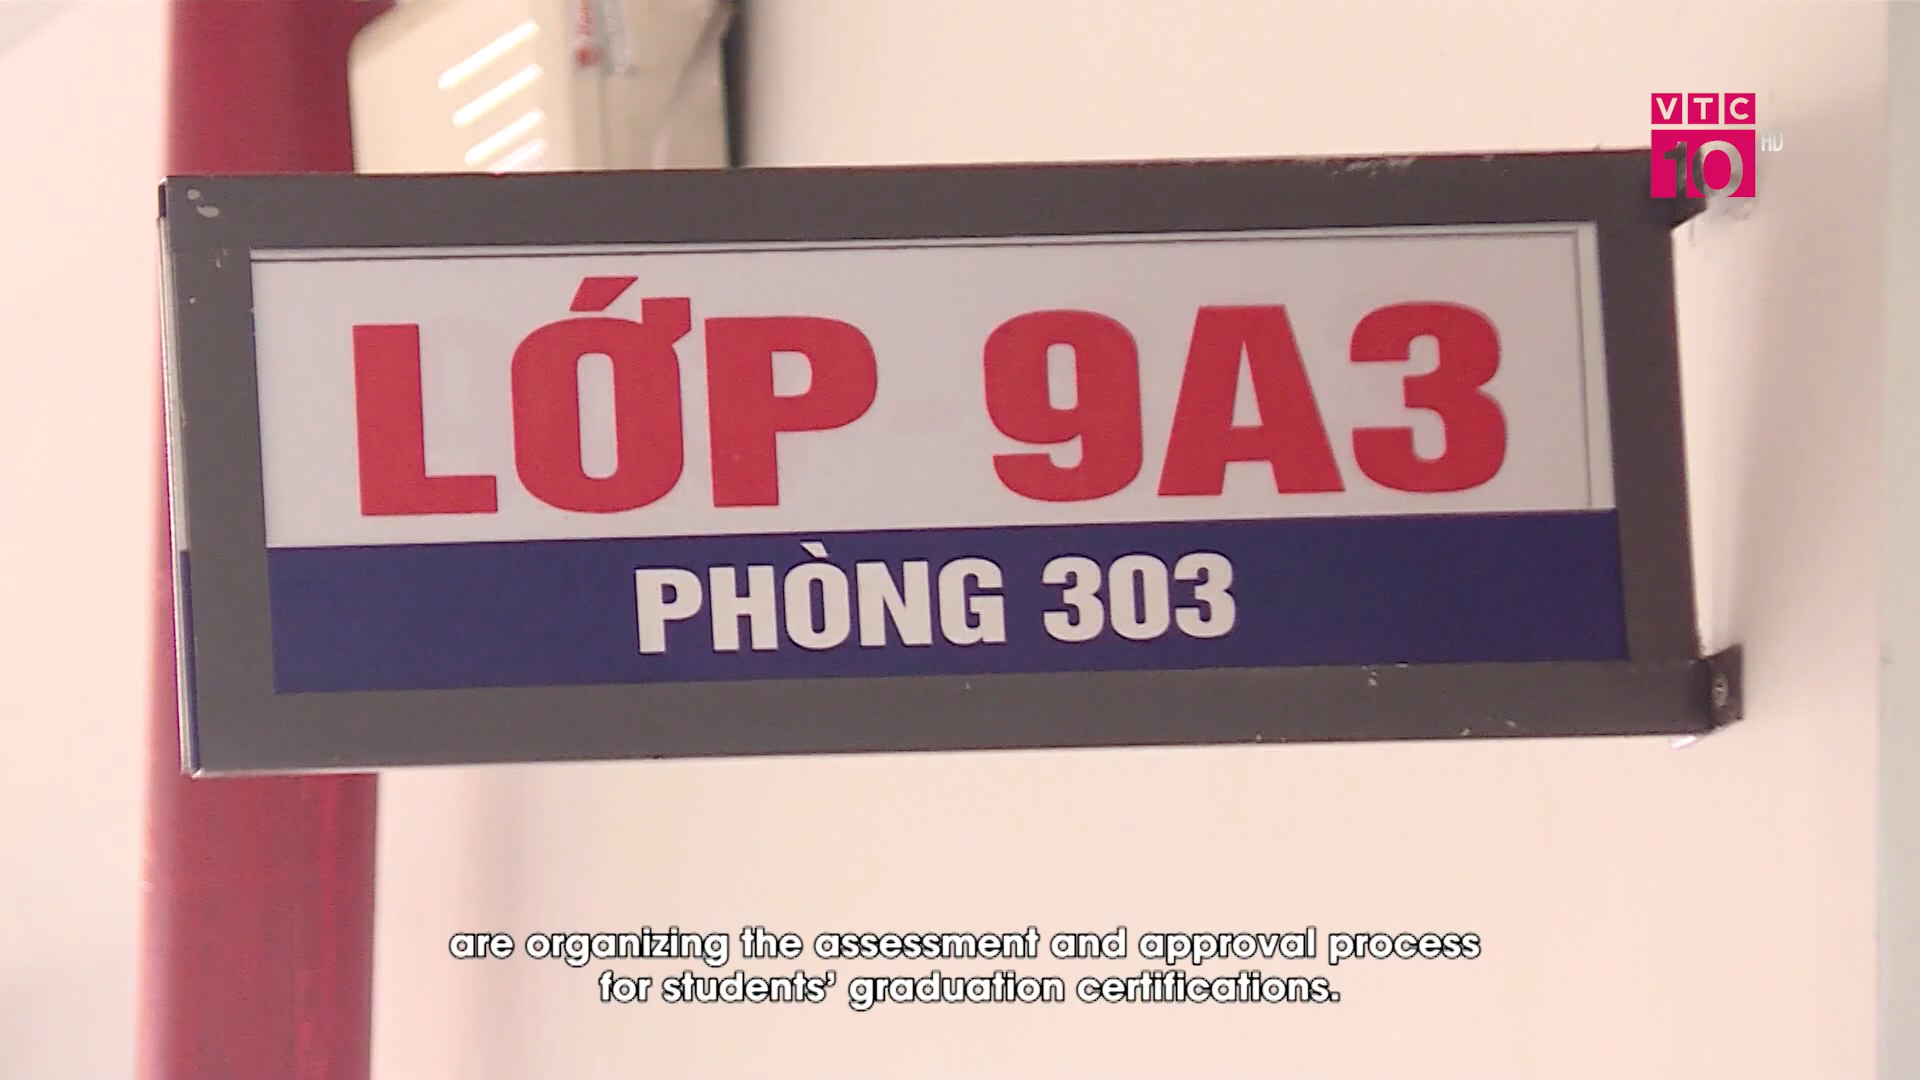 VTC
10 HD
LỚP 9A3
PHÒNG 303
are organizing the assessment and approval process
for students’ graduation certifications.